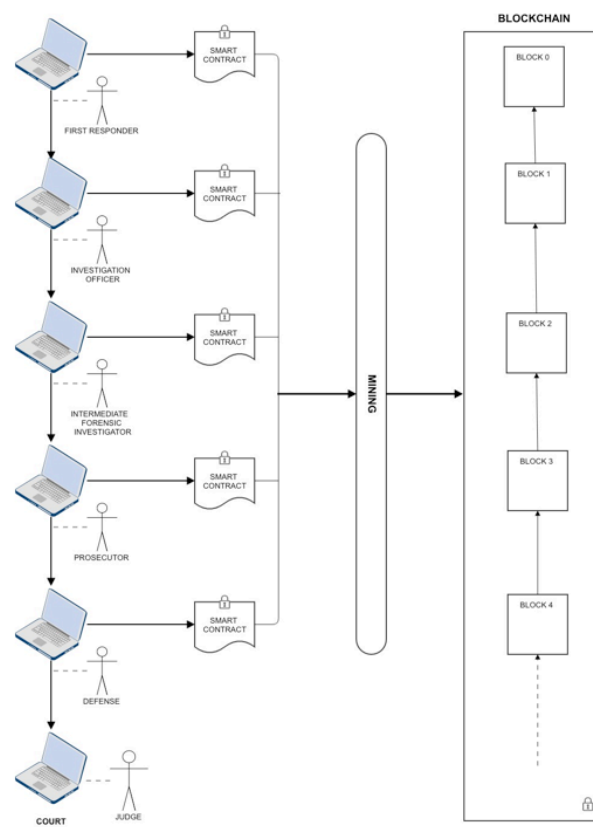 BLOCKCHAIN
SMART
CONTRACT
BLOCK 0
FIRST RESPONDER
SMART
CONTRACT
BLOCK 1
INVESTIGATION
OFFICER
SMART
CONTRACT
BLOCK 2
MINING
INTERMEDIATE
FORENSIC
INVESTIGATOR
SMART
CONTRACT
BLOCK 3
PROSECUTOR
SMART
CONTRACT
BLOCK 4
DEFENSE
COURT
JUDGE